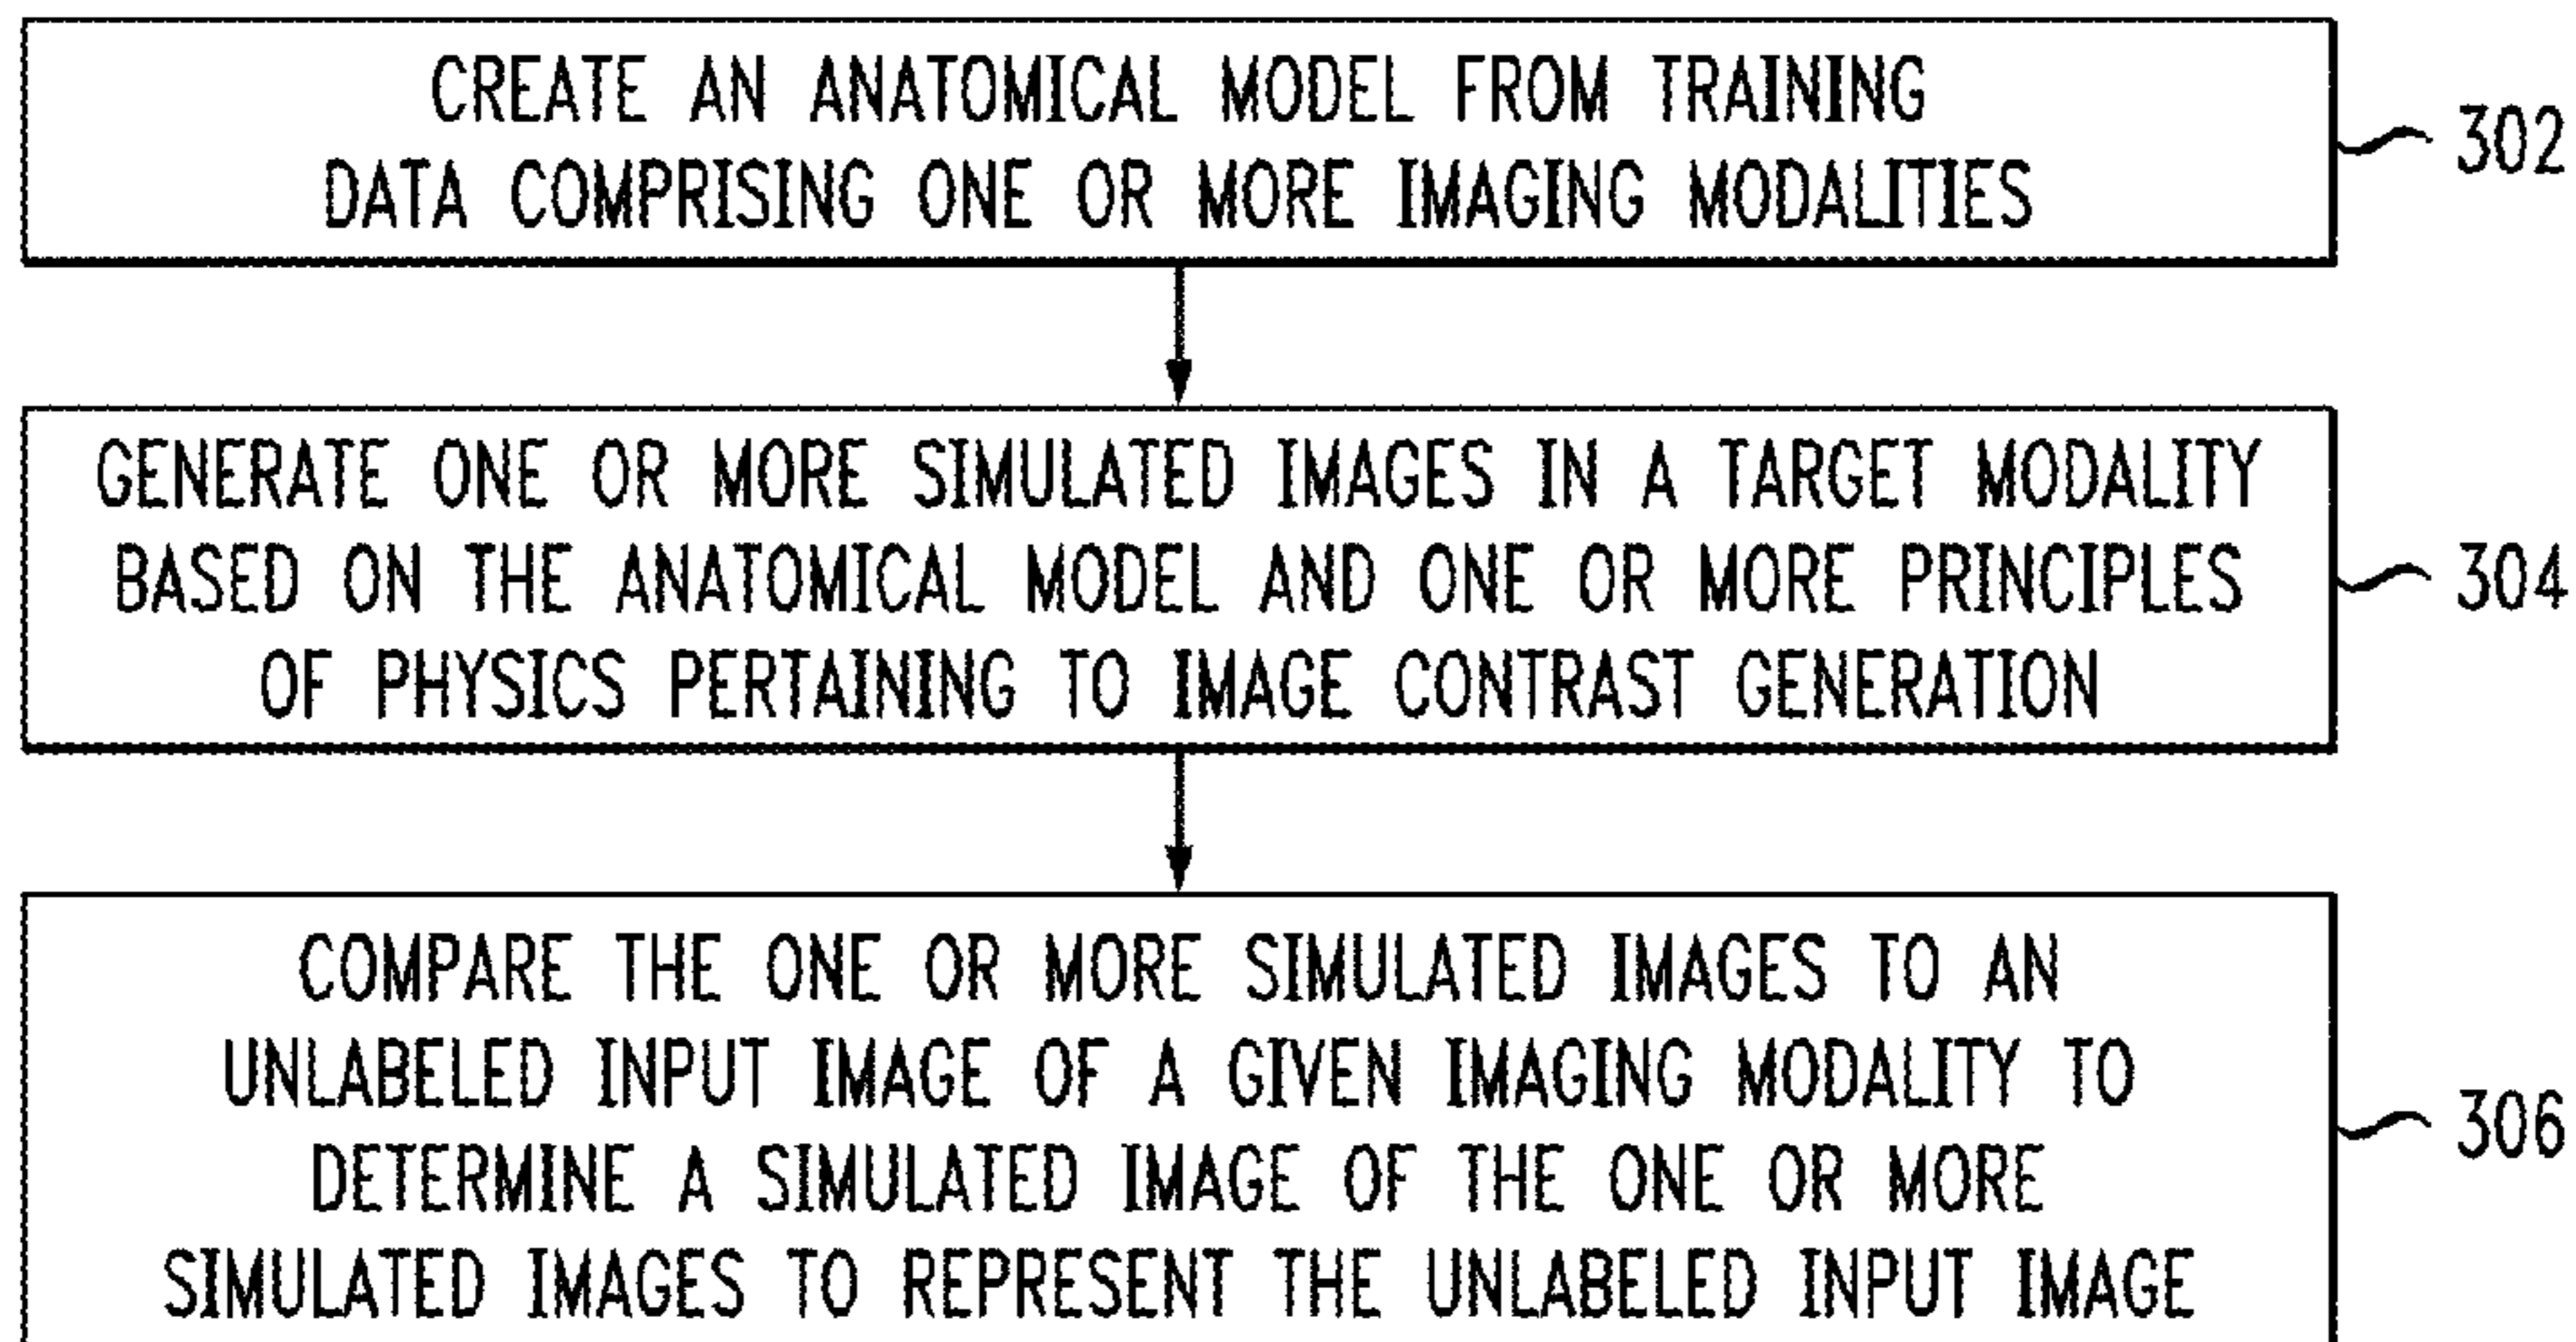 CREATE AN ANATOMICAL MODEL FROM TRAINING
DATA COMPRISING ONE OR MORE IMAGING MODALITIES
302
GENERATE ONE OR MORE SIMULATED IMAGES IN A TARGET MODALITY
BASED ON THE ANATOMICAL MODEL AND ONE OR MORE PRINCIPLES
OF PHYSICS PERTAINING TO IMAGE CONTRAST GENERATION
304
COMPARE THE ONE OR MORE SIMULATED IMAGES TO AN
UNLABELED INPUT IMAGE OF A GIVEN IMAGING MODALITY TO
DETERMINE A SIMULATED IMAGE OF THE ONE OR MORE
SIMULATED IMAGES TO REPRESENT THE UNLABELED INPUT IMAGE
306